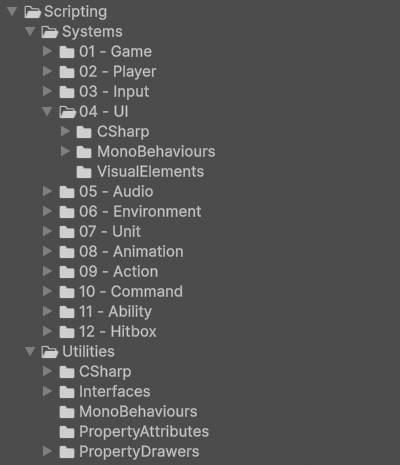 Scripting
Systems
01 - Game
02 - Player
03 - Input
04 - UI
CSharp
MonoBehaviours
VisualElements
05 - Audio
06 - Environment
07 - Unit
08 - Animation
09 - Action
10 - Command
11 - Ability
12 - Hitbox
Utilities
CSharp
Interfaces
MonoBehaviours
PropertyAttributes
PropertyDrawers